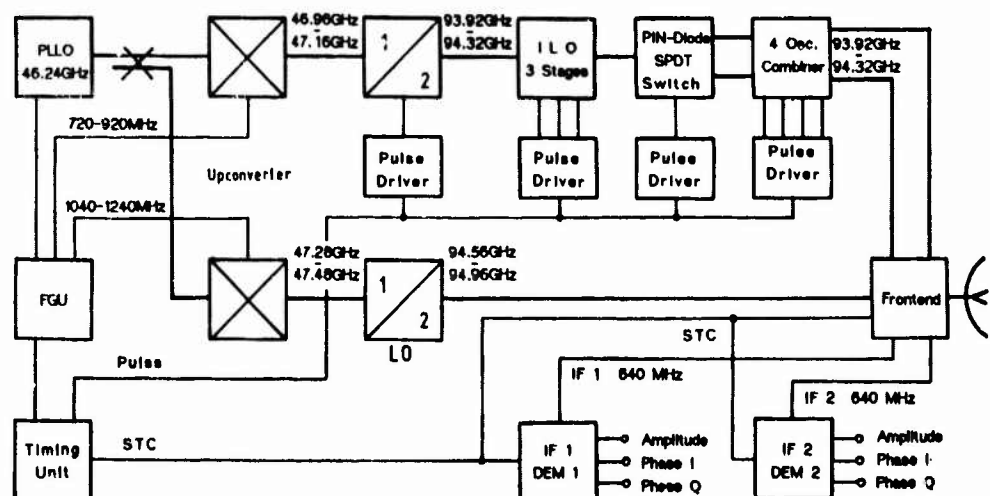 PLLO
46.24GHz
46.96GHz
-
47.16GHz
1
2
93.92GHz
-
94.32GHz
I L O
3 Stages
PIN-Diode
SPDT
Switch
4 Osc.
Combiner
93.92GHz
-
94.32GHz
720-920MHz
Upconverter
Pulse
Driver
Pulse
Driver
Pulse
Driver
Pulse
Driver
1040-1240MHz
FGU
47.28GHz
-
47.48GHz
1
2
LO
94.56GHz
-
94.96GHz
Frontend
STC
Pulse
IF 1 640 MHz
IF 2 640 MHz
Timing
Unit
STC
IF 1
DEM 1
Amplitude
Phase I
Phase Q
IF 2
DEM 2
Amplitude
Phase I
Phase Q